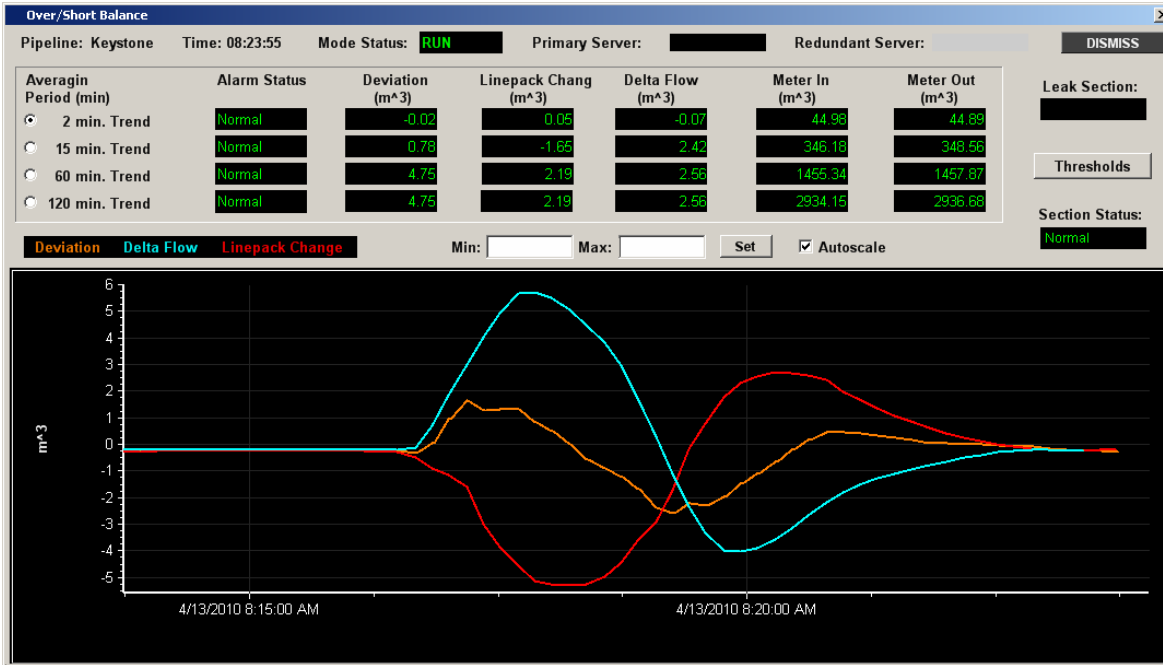 Over/Short Balance
Pipeline: Keystone Time: 08:23:55 Mode Status: RUN Primary Server: Redundant Server: DISMISS
Averagin Alarm Status Deviation Linepack Chang Delta Flow Meter In Meter Out
Period (min) (m^3) (m^3) (m^3) (m^3) (m^3)
Leak Section:
2 min. Trend Normal -0.02 0.05 -0.07 44.98 44.89
15 min. Trend Normal 0.78 -1.65 2.42 346.18 348.56
Thresholds
60 min. Trend Normal 4.75 2.19 2.56 1455.34 1457.87
120 min. Trend Normal 4.75 2.19 2.56 2934.15 2936.68
Section Status:
Normal
Deviation Delta Flow Linepack Change Min: Max: Set Autoscale
6
5
4
3
2
1
0
-1
-2
-3
-4
-5
m^3
4/13/2010 8:15:00 AM 4/13/2010 8:20:00 AM